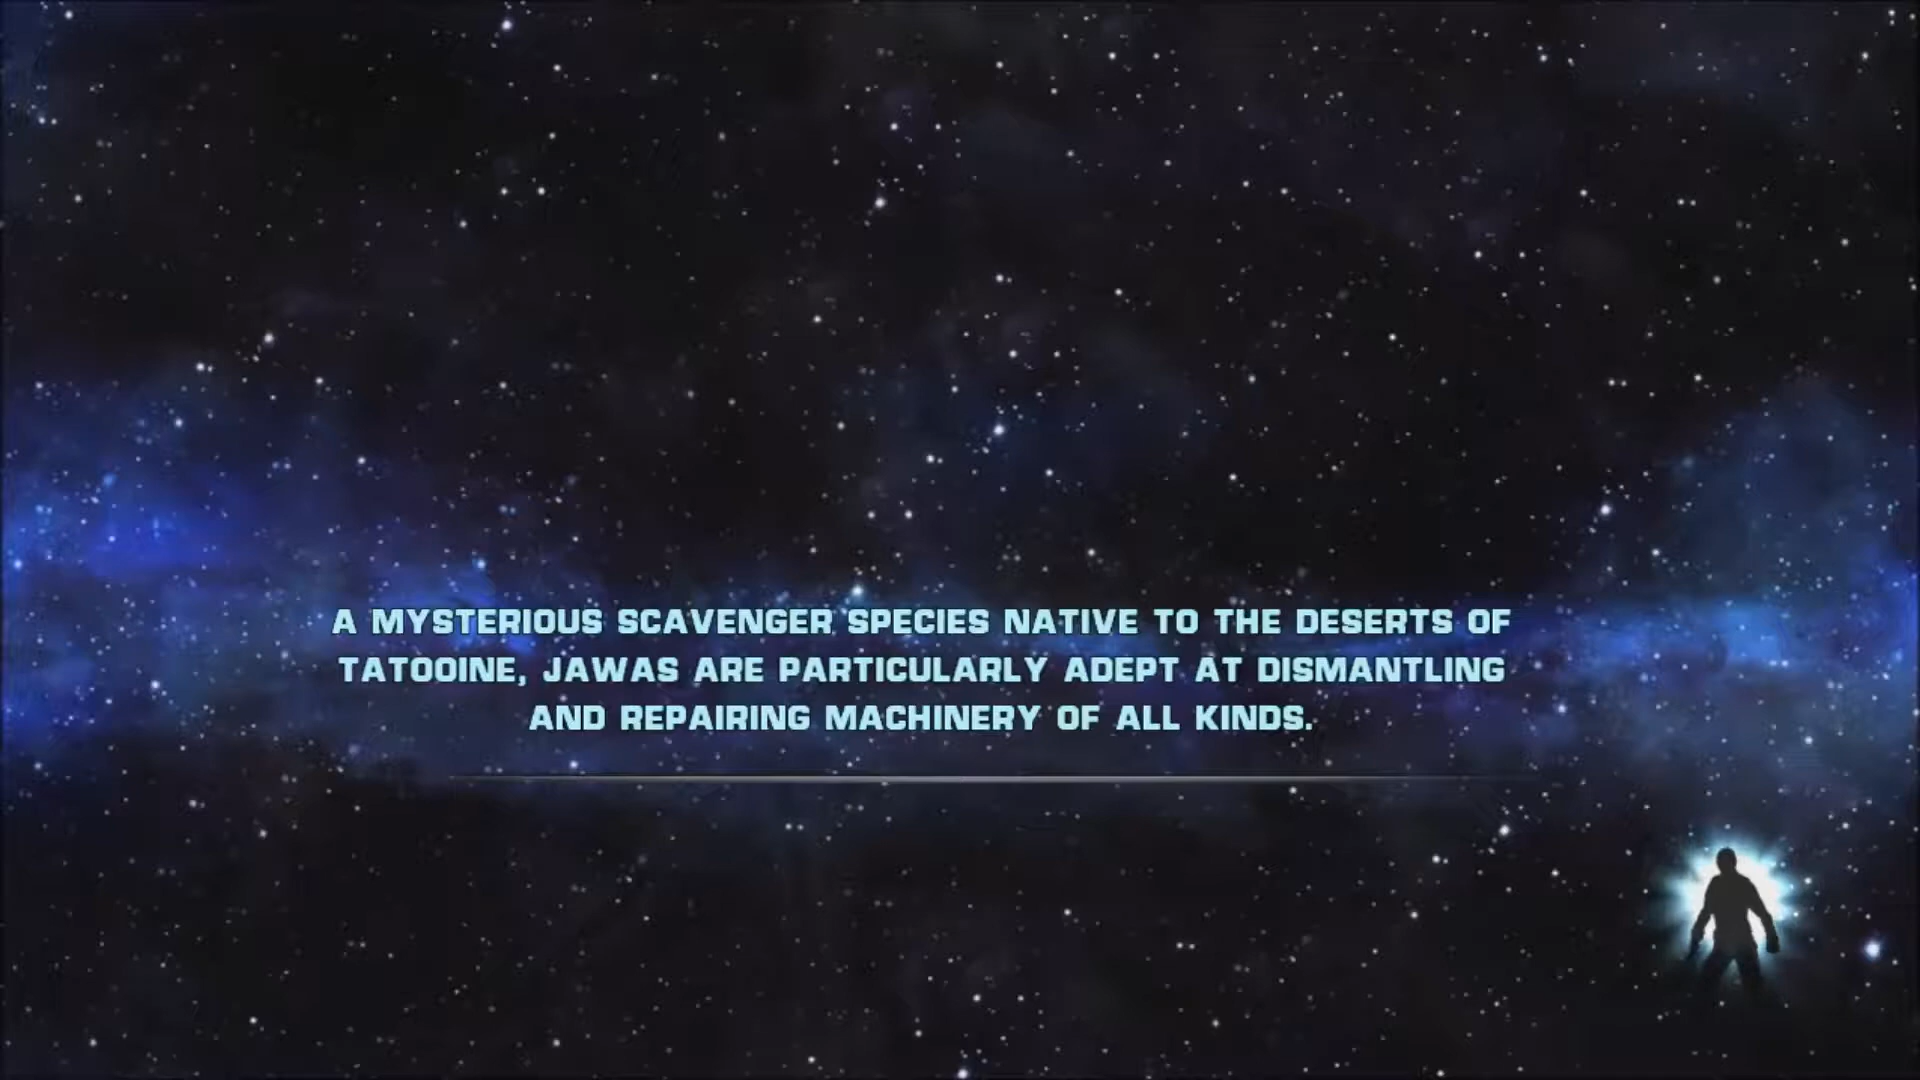 A MYSTERIOUS SCAVENGER SPECIES NATIVE TO THE DESERTS OF
TATOOINE, JAWAS ARE PARTICULARLY ADEPT AT DISMANTLING
AND REPAIRING MACHINERY OF ALL KINDS.